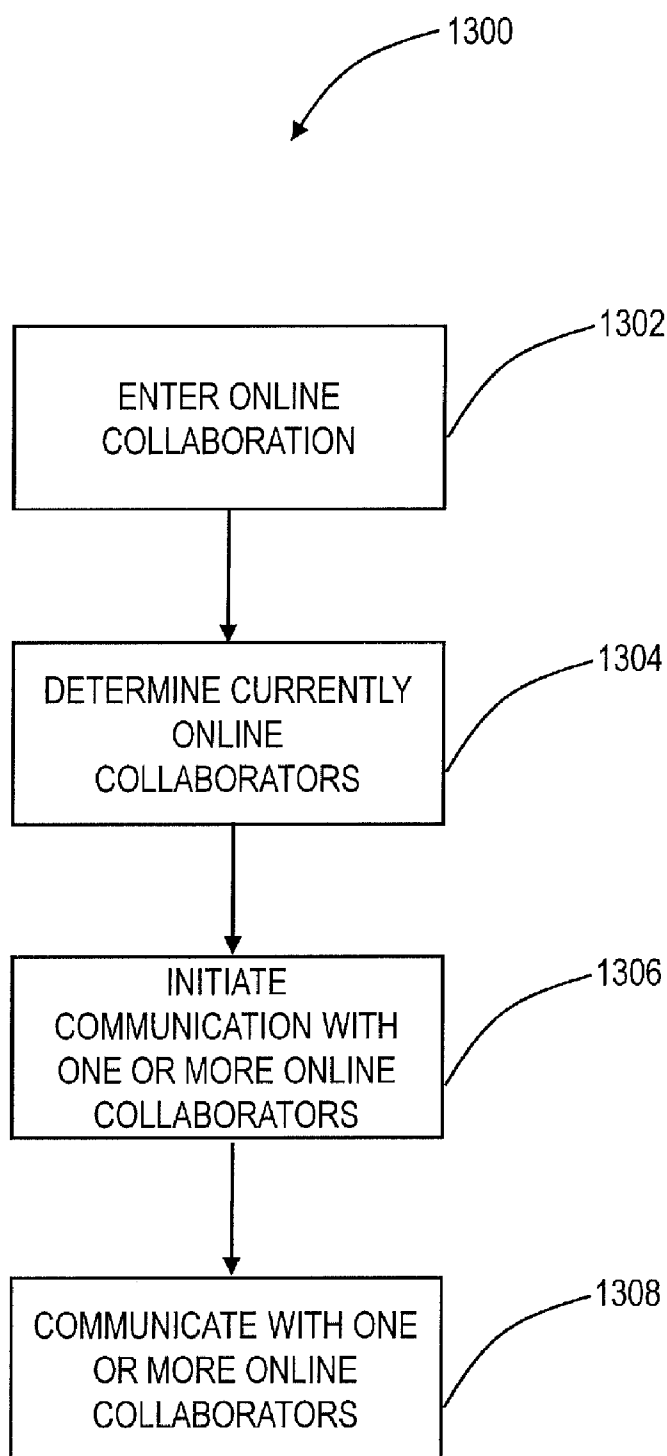 1300
1302
ENTER ONLINE
COLLABORATION
1304
DETERMINE CURRENTLY
ONLINE
COLLABORATORS
1306
INITIATE
COMMUNICATION WITH
ONE OR MORE ONLINE
COLLABORATORS
1308
COMMUNICATE WITH ONE
OR MORE ONLINE
COLLABORATORS